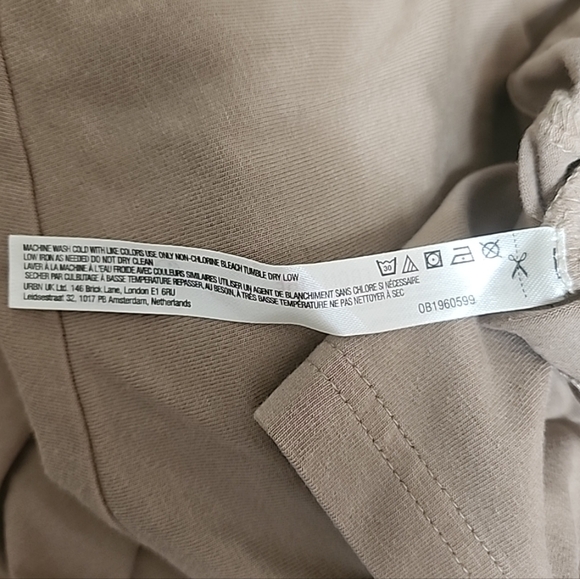 MACHINE WASH COLD WITH LIKE COLORS USE ONLY NON-CHLORINE BLEACH TUMBLE DRY LOW
LOW IRON AS NEEDED DO NOT DRY CLEAN
LAVER À LA MACHINE À L'EAU FROIDE AVEC COULEURS SIMILAIRES UTILISER UN AGENT DE BLANCHIMENT SANS CHLORE SI NÉCESSAIRE
SÉCHER PAR CULBUTAGE À BASSE TEMPÉRATURE REPASSER, AU BESOIN, À TRÈS BASSE TEMPÉRATURE NE PAS NETTOYER À SEC
URBN UK Ltd. 146 Brick Lane, London E1 6RU
Leidsestraat 32, 1017 PB Amsterdam, Netherlands
30
0B1960599